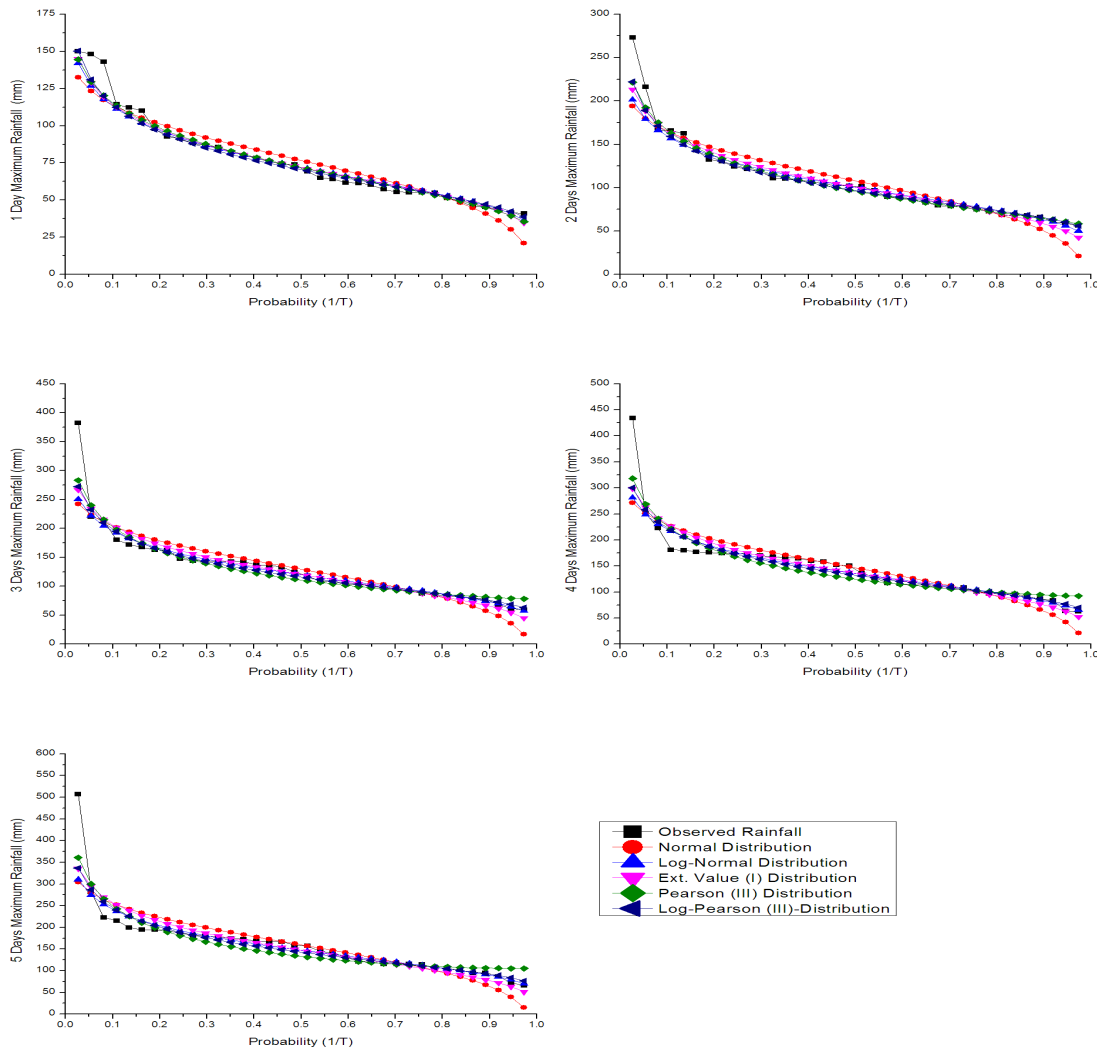 175
150
125
100
75
50
25
0
1 Day Maximum Rainfall (mm)
0.0 0.1 0.2 0.3 0.4 0.5 0.6 0.7 0.8 0.9 1.0
Probability (1/T)
300
250
200
150
100
50
0
2 Days Maximum Rainfall (mm)
0.0 0.1 0.2 0.3 0.4 0.5 0.6 0.7 0.8 0.9 1.0
Probability (1/T)
450
400
350
300
250
200
150
100
50
0
3 Days Maximum Rainfall (mm)
0.0 0.1 0.2 0.3 0.4 0.5 0.6 0.7 0.8 0.9 1.0
Probability (1/T)
500
450
400
350
300
250
200
150
100
50
0
4 Days Maximum Rainfall (mm)
0.0 0.1 0.2 0.3 0.4 0.5 0.6 0.7 0.8 0.9 1.0
Probability (1/T)
600
550
500
450
400
350
300
250
200
150
100
50
0
5 Days Maximum Rainfall (mm)
0.0 0.1 0.2 0.3 0.4 0.5 0.6 0.7 0.8 0.9 1.0
Probability (1/T)
Observed Rainfall
Normal Distribution
Log-Normal Distribution
Ext. Value (I) Distribution
Pearson (III) Distribution
Log-Pearson (III)-Distribution